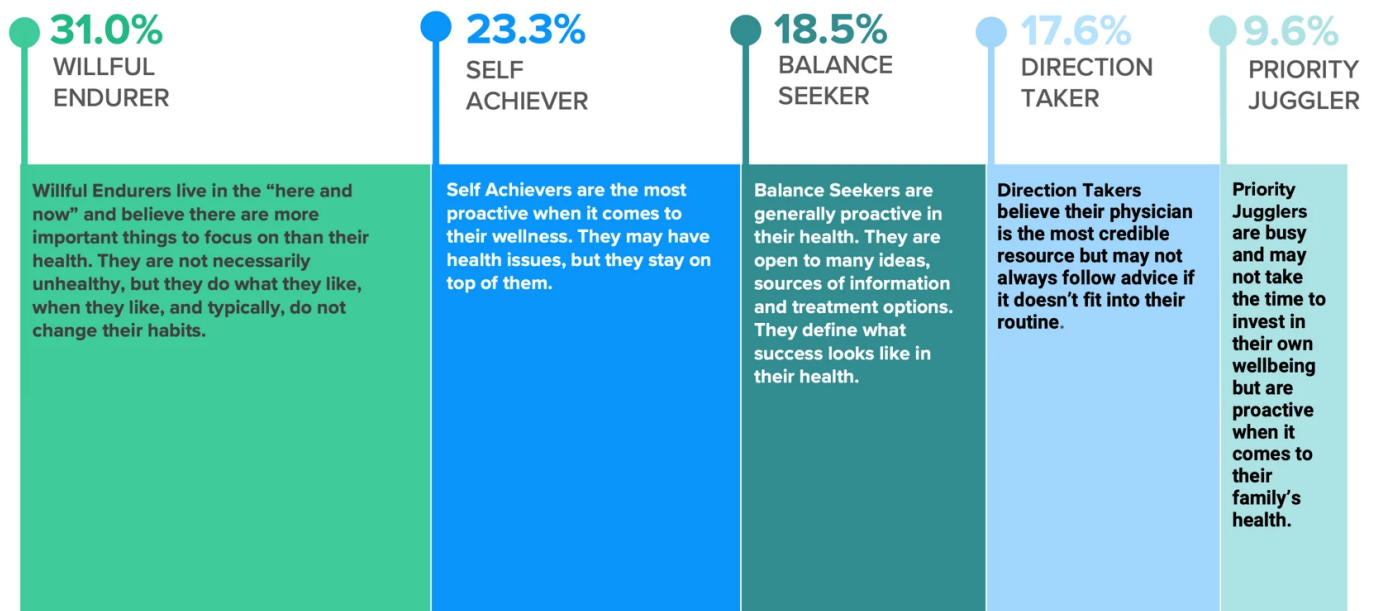 31.0%
WILLFUL
ENDURER
Willful Endurers live in the “here and
now” and believe there are more
important things to focus on than their
health. They are not necessarily
unhealthy, but they do what they like,
when they like, and typically, do not
change their habits.
23.3%
SELF
ACHIEVER
Self Achievers are the most
proactive when it comes to
their wellness. They may have
health issues, but they stay on
top of them.
18.5%
BALANCE
SEEKER
Balance Seekers are
generally proactive in
their health. They are
open to many ideas,
sources of information
and treatment options.
They define what
success looks like in
their health.
17.6%
DIRECTION
TAKER
Direction Takers
believe their physician
is the most credible
resource but may not
always follow advice if
it doesn’t fit into their
routine.
9.6%
PRIORITY
JUGGLER
Priority
Jugglers
are busy
and may
not take
the time to
invest in
their own
wellbeing
but are
proactive
when it
comes to
their
family’s
health.